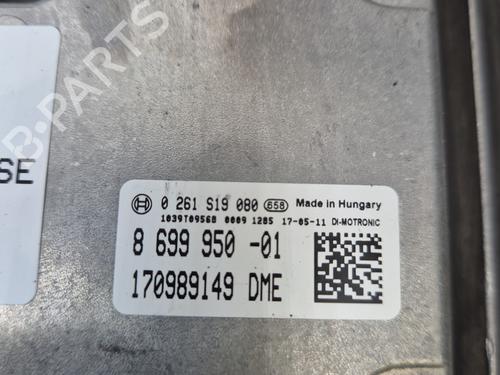 B-PARTS
SE
0 261 S19 080 658 Made in Hungary
1039T09568 0009 1285 17-05-11 DI-MOTRONIC
8 699 950 -01
170989149 DME